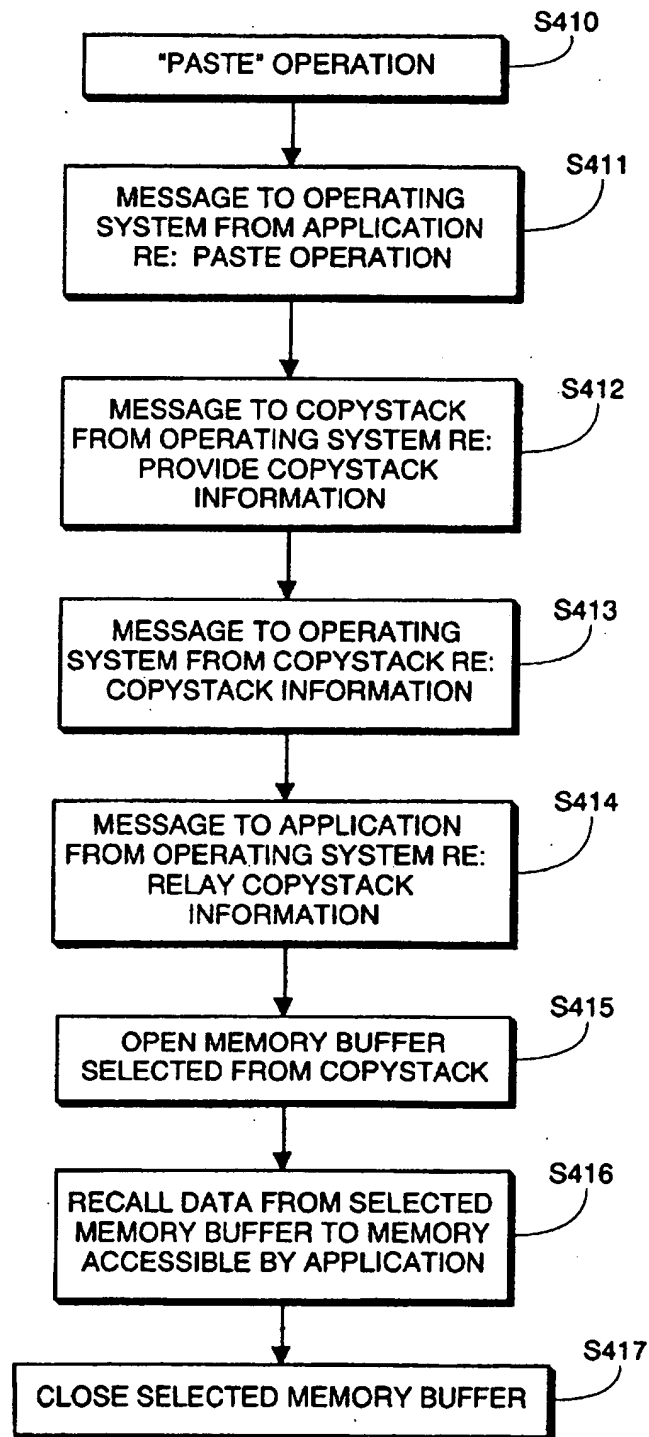 S410
"PASTE" OPERATION
S411
MESSAGE TO OPERATING
SYSTEM FROM APPLICATION
RE: PASTE OPERATION
S412
MESSAGE TO COPYSTACK
FROM OPERATING SYSTEM RE:
PROVIDE COPYSTACK
INFORMATION
S413
MESSAGE TO OPERATING
SYSTEM FROM COPYSTACK RE:
COPYSTACK INFORMATION
S414
MESSAGE TO APPLICATION
FROM OPERATING SYSTEM RE:
RELAY COPYSTACK
INFORMATION
S415
OPEN MEMORY BUFFER
SELECTED FROM COPYSTACK
S416
RECALL DATA FROM SELECTED
MEMORY BUFFER TO MEMORY
ACCESSIBLE BY APPLICATION
S417
CLOSE SELECTED MEMORY BUFFER